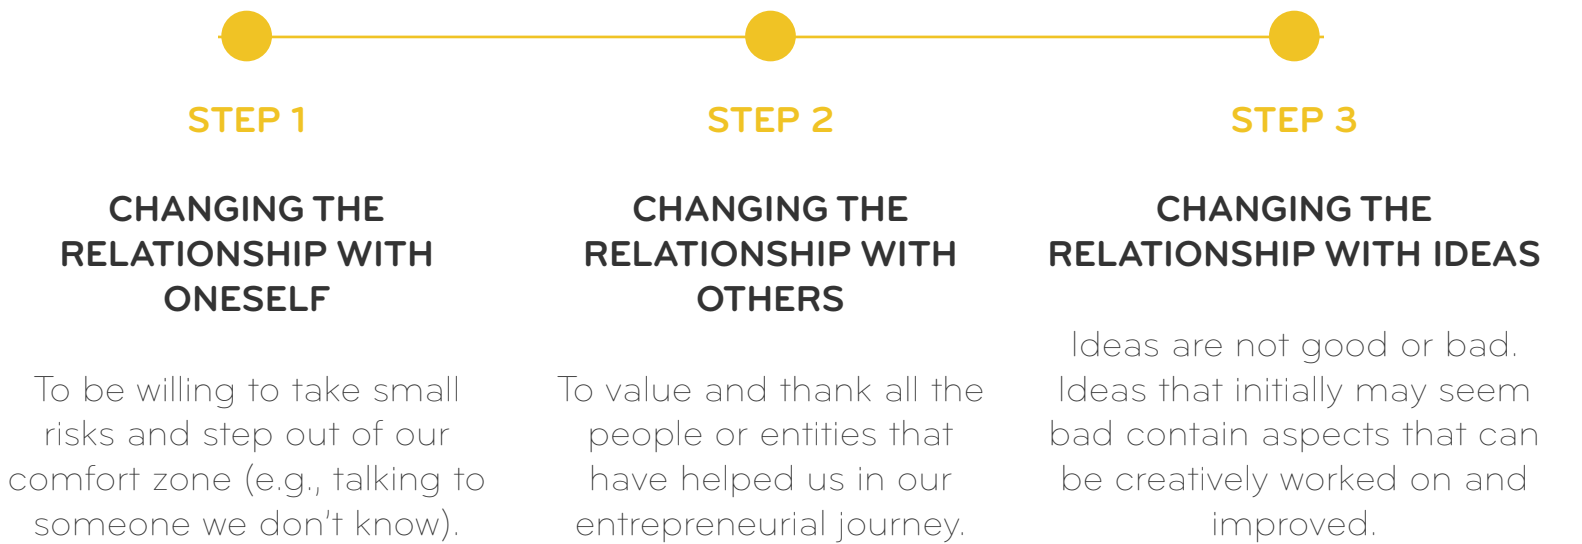 STEP 1
CHANGING THE
RELATIONSHIP WITH
ONESELF
To be willing to take small
risks and step out of our
comfort zone (e.g., talking to
someone we don't know).
STEP 2
CHANGING THE
RELATIONSHIP WITH
OTHERS
To value and thank all the
people or entities that
have helped us in our
entrepreneurial journey.
STEP 3
CHANGING THE
RELATIONSHIP WITH IDEAS
Ideas are not good or bad.
Ideas that initially may seem
bad contain aspects that can
be creatively worked on and
improved.